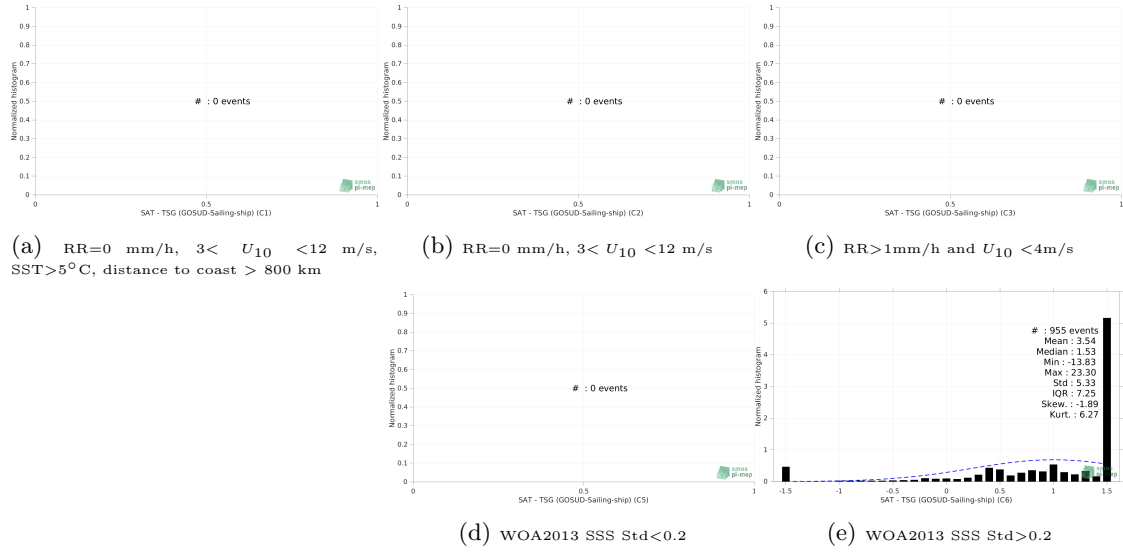 1
0.9
0.8
0.7
0.6
0.5
0.4
0.3
0.2
0.1
0
Normalized histogram
# : 0 events
smos
pi-mep
0 0.5 1
SAT - TSG (GOSUD-Sailing-ship) (C1)
1
0.9
0.8
0.7
0.6
0.5
0.4
0.3
0.2
0.1
0
Normalized histogram
# : 0 events
smos
pi-mep
0 0.5 1
SAT - TSG (GOSUD-Sailing-ship) (C2)
1
0.9
0.8
0.7
0.6
0.5
0.4
0.3
0.2
0.1
0
Normalized histogram
# : 0 events
smos
pi-mep
0 0.5 1
SAT - TSG (GOSUD-Sailing-ship) (C3)
(a) RR=0 mm/h, 3< U10 <12 m/s,
SST>5°C, distance to coast > 800 km
(b) RR=0 mm/h, 3< U10 <12 m/s
(c) RR>1mm/h and U10 <4m/s
1
0.9
0.8
0.7
0.6
0.5
0.4
0.3
0.2
0.1
0
Normalized histogram
# : 0 events
smos
pi-mep
0 0.5 1
SAT - TSG (GOSUD-Sailing-ship) (C5)
6
5
4
3
2
1
0
Normalized histogram
# : 955 events
Mean : 3.54
Median : 1.53
Min : -13.83
Max : 23.30
Std : 5.33
IQR : 7.25
Skew. : -1.89
Kurt. : 6.27
smos
pi-mep
-1.5 -1 -0.5 0 0.5 1 1.5
SAT - TSG (GOSUD-Sailing-ship) (C6)
(d) WOA2013 SSS Std<0.2
(e) WOA2013 SSS Std>0.2